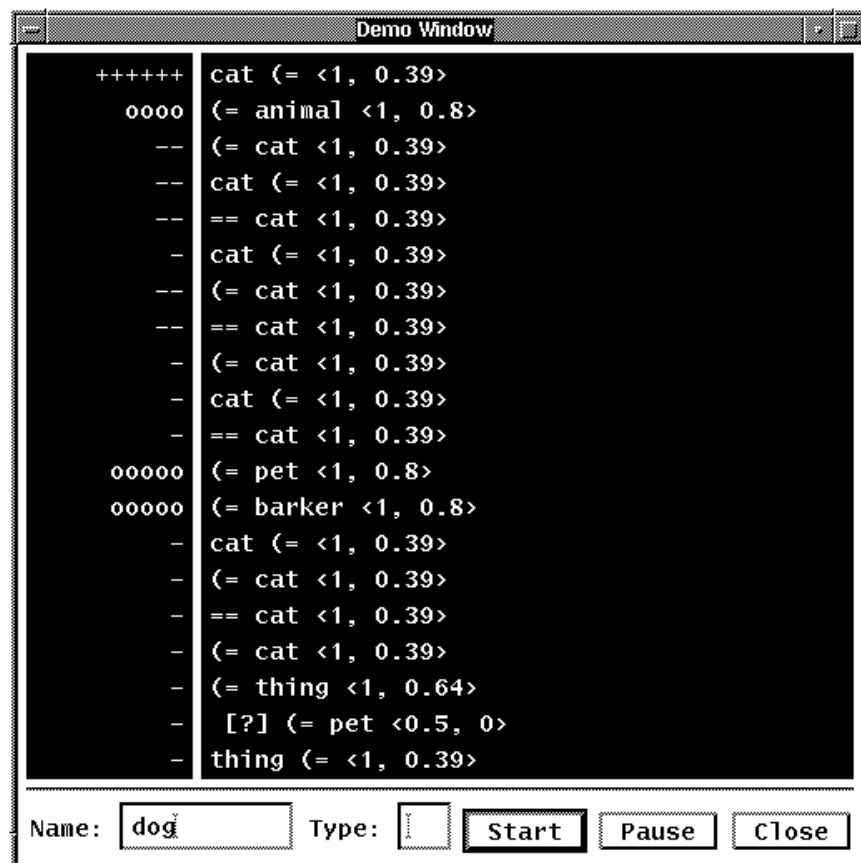 Demo Window
++++++ cat (= <1, 0.39>
oooo (= animal <1, 0.8>
-- (= cat <1, 0.39>
-- cat (= <1, 0.39>
-- == cat <1, 0.39>
- cat (= <1, 0.39>
-- (= cat <1, 0.39>
-- == cat <1, 0.39>
- (= cat <1, 0.39>
- cat (= <1, 0.39>
- == cat <1, 0.39>
ooooo (= pet <1, 0.8>
ooooo (= barker <1, 0.8>
- cat (= <1, 0.39>
- (= cat <1, 0.39>
- == cat <1, 0.39>
- (= cat <1, 0.39>
- (= thing <1, 0.64>
- [?] (= pet <0.5, 0>
- thing (= <1, 0.39>
Name: dog Type: Start Pause Close